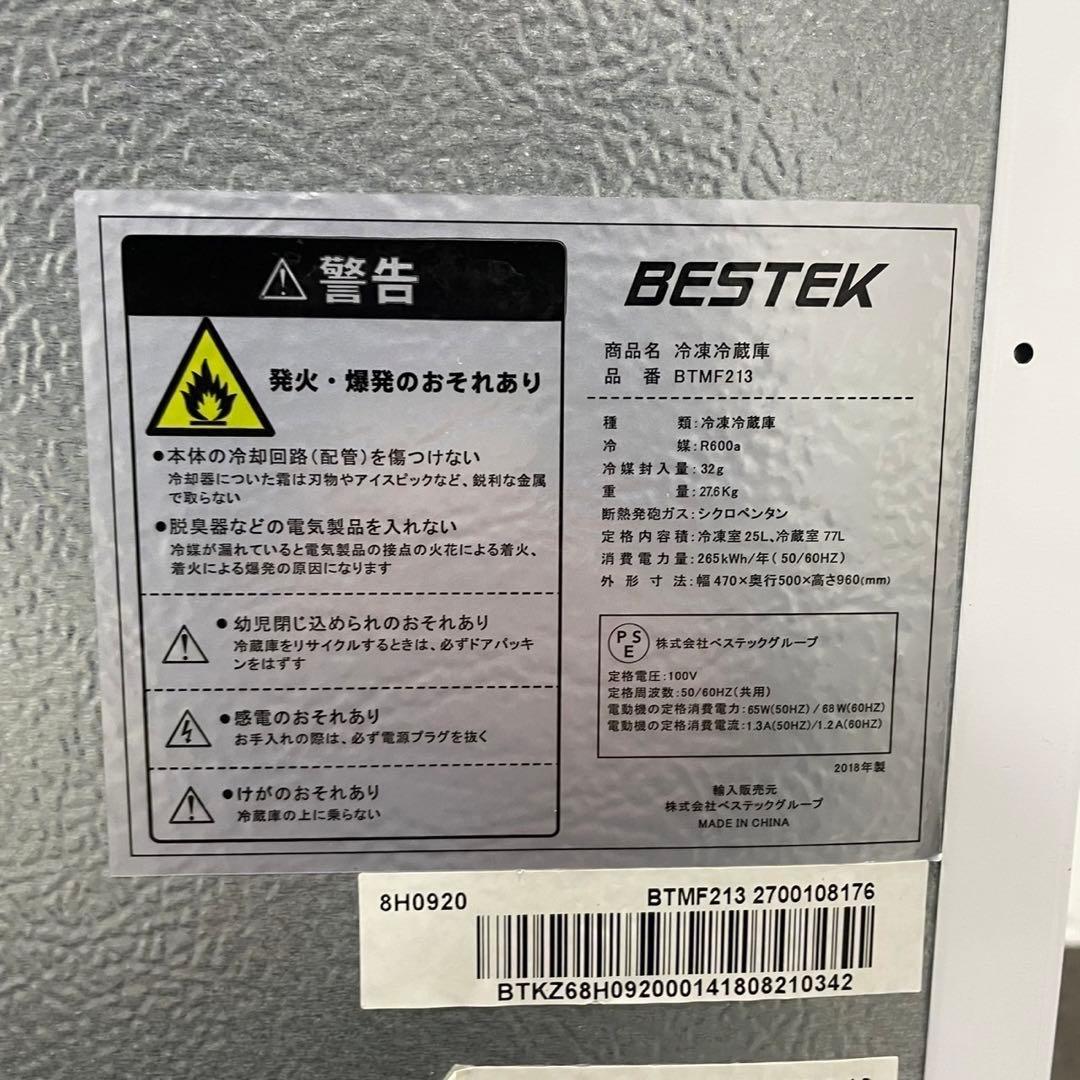 警告
発火・爆発のおそれあり
●本体の冷却回路(配管)を傷つけない
冷却器についた霜は刃物やアイスピックなど、鋭利な金属
で取らない
●脱臭器などの電気製品を入れない
冷媒が漏れていると電気製品の接点の火花による着火、
着火による爆発の原因になります
●幼児閉じ込められのおそれあり
冷蔵庫をリサイクルするときは、必ずドアパッキ
ンをはずす
●感電のおそれあり
お手入れの際は、必ず電源プラグを抜く
●けがのおそれあり
冷蔵庫の上に乗らない
BESTEK
商品名 冷凍冷蔵庫
品 番 BTMF213
種 類:冷凍冷蔵庫
冷 媒:R600a
冷媒封入量:32g
重 量:27.6Kg
断熱発砲ガス:シクロペンタン
定格内容積:冷凍室25L、冷蔵室77L
消費電力量:265kWh/年(50/60HZ)
外形寸法:幅470×奥行500×高さ960(mm)
PSE 株式会社ベステックグループ
定格電圧:100V
定格周波数:50/60HZ(共用)
電動機の定格消費電力:65W(50HZ)/68W(60HZ)
電動機の定格消費電流:1.3A(50HZ)/1.2A(60HZ)
2018年製
輸入販売元
株式会社ベステックグループ
MADE IN CHINA
8H0920 BTMF213 2700108176
BTKZ68H092000141808210342